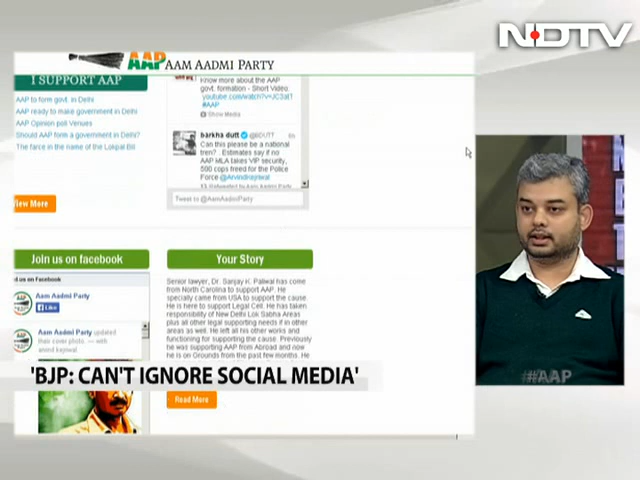 NDTV
AAP AAM AADMI PARTY
I SUPPORT AAP
AAP to form govt. in Delhi
AAP ready to make government in Delhi
AAP Opinion poll Venues
Should AAP form a government in Delhi?
The farce in the name of the Lokpal Bill
View More
Know more about the AAP
govt. formation - Short Video:
#AAP
Show Media
barkha dutt @BDUTT
Can this please be a national
tren? . Estimates say if no
AAP MLA takes VIP security,
500 cops freed for the Police
Force
Tweet to @AamAadmiParty
Join us on facebook
us on Facebook
Aam Aadmi Party
Like
Aam Aadmi Party updated
their cover photo. — with
Your Story
Senior lawyer, Dr. Sanjay K. Paliwal has come
from North Carolina to support AAP. He
specially came from USA to support the cause.
He is here to support Legal Cell. He has taken
responsibility of New Delhi Lok Sabha Areas
plus all other legal supporting needs if in other
areas as well. He left all his other works and
functioning for supporting the cause. Previously
he was supporting AAP from Abroad and now
he is on Grounds from the past few months. He
Read More
'BJP: CAN'T IGNORE SOCIAL MEDIA'
#AAP